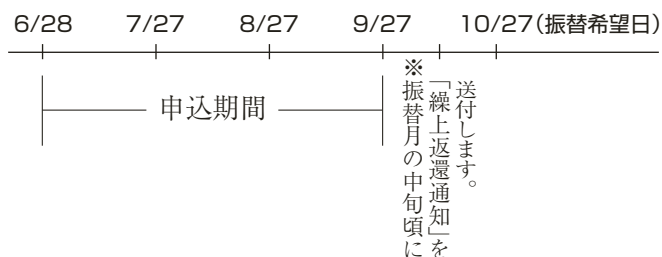 6/28 7/27 8/27 9/27 10/27(振替希望日)
申込期間
※振替月の中旬頃に
「繰上返還通知」を
送付します。